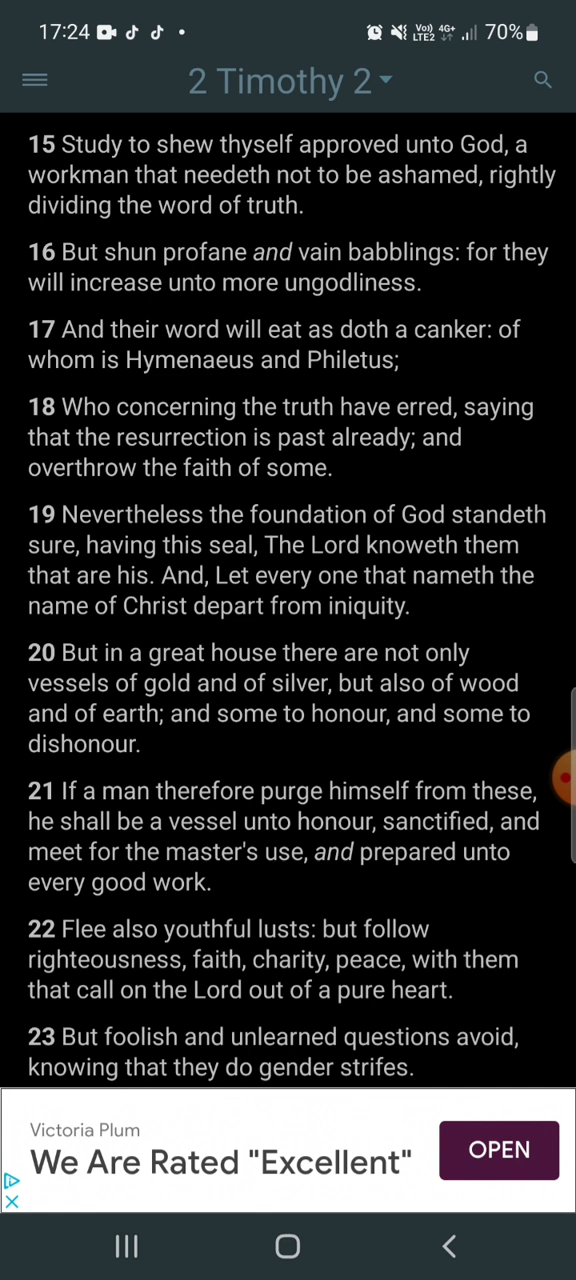 17:24 Vo)) LTE2 4G+ 70%
2 Timothy 2
15 Study to shew thyself approved unto God, a
workman that needeth not to be ashamed, rightly
dividing the word of truth.
16 But shun profane and vain babblings: for they
will increase unto more ungodliness.
17 And their word will eat as doth a canker: of
whom is Hymenaeus and Philetus;
18 Who concerning the truth have erred, saying
that the resurrection is past already; and
overthrow the faith of some.
19 Nevertheless the foundation of God standeth
sure, having this seal, The Lord knoweth them
that are his. And, Let every one that nameth the
name of Christ depart from iniquity.
20 But in a great house there are not only
vessels of gold and of silver, but also of wood
and of earth; and some to honour, and some to
dishonour.
21 If a man therefore purge himself from these,
he shall be a vessel unto honour, sanctified, and
meet for the master's use, and prepared unto
every good work.
22 Flee also youthful lusts: but follow
righteousness, faith, charity, peace, with them
that call on the Lord out of a pure heart.
23 But foolish and unlearned questions avoid,
knowing that they do gender strifes.
Victoria Plum
We Are Rated "Excellent"
OPEN